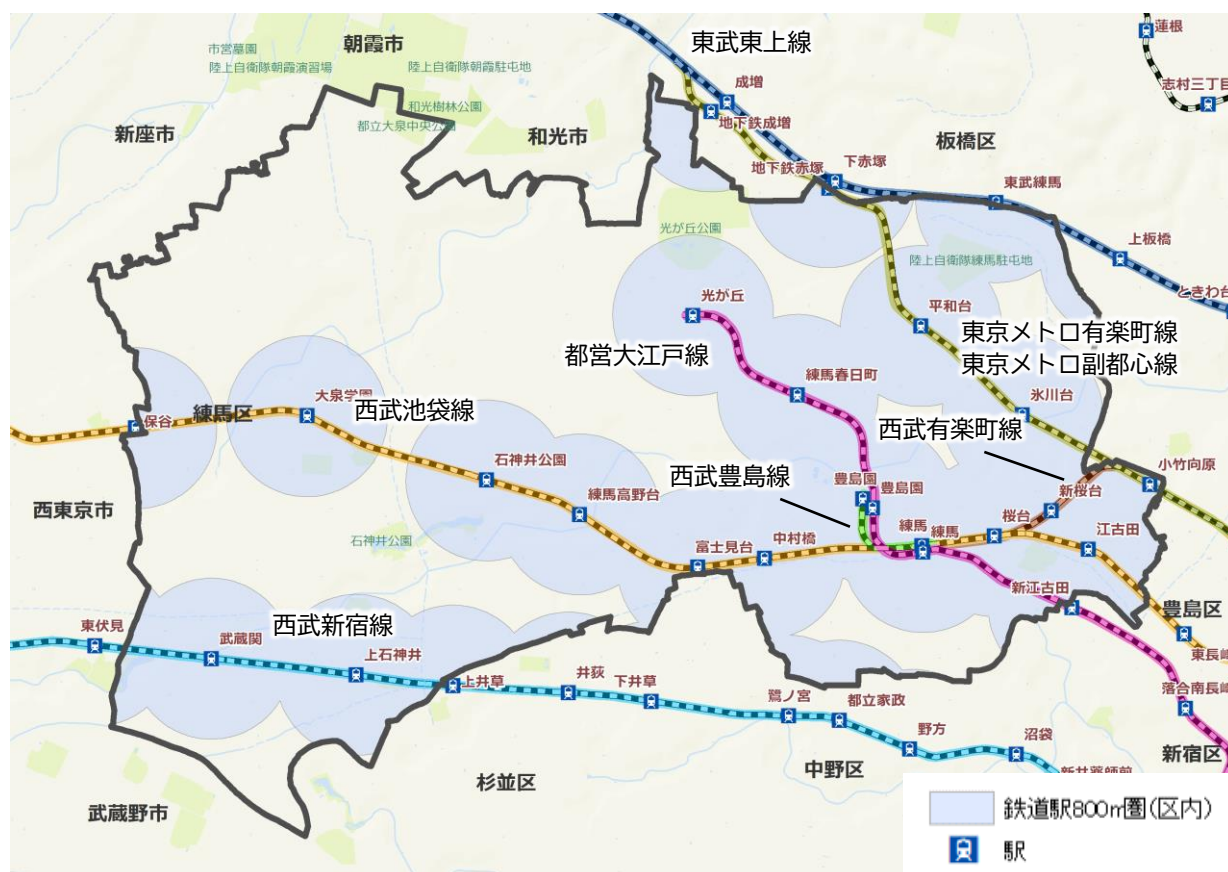 蓮根
東武東上線
朝霞市
市営墓園
陸上自衛隊朝霞演習場
陸上自衛隊朝霞駐屯地
志村三丁目
成増
和光樹林公園
地下鉄成増
新座市
都立大泉中央公園
和光市
板橋区
地下鉄赤塚
下赤塚
東武練馬
光が丘公園
上板橋
陸上自衛隊練馬駐屯地
光が丘
ときわ台
平和台
東京メトロ有楽町線
都営大江戸線
東京メトロ副都心線
練馬春日町
大泉学園
西武池袋線
氷川台
練馬区
保谷
西武有楽町線
石神井公園
小竹向原
西武豊島線
豊島園
豊島園
新桜台
練馬高野台
西東京市
練馬
練馬
桜台
江古田
石神井公園
富士見台
中村橋
新江古田
豊島区
東伏見
西武新宿線
武蔵関
上石神井
東長崎
上井草
井荻
下井草
鷺ノ宮
都立家政
落合南長崎
野方
沼袋
新宿区
杉並区
中野区
新井薬師前
武蔵野市
鉄道駅800m圏(区内)
駅